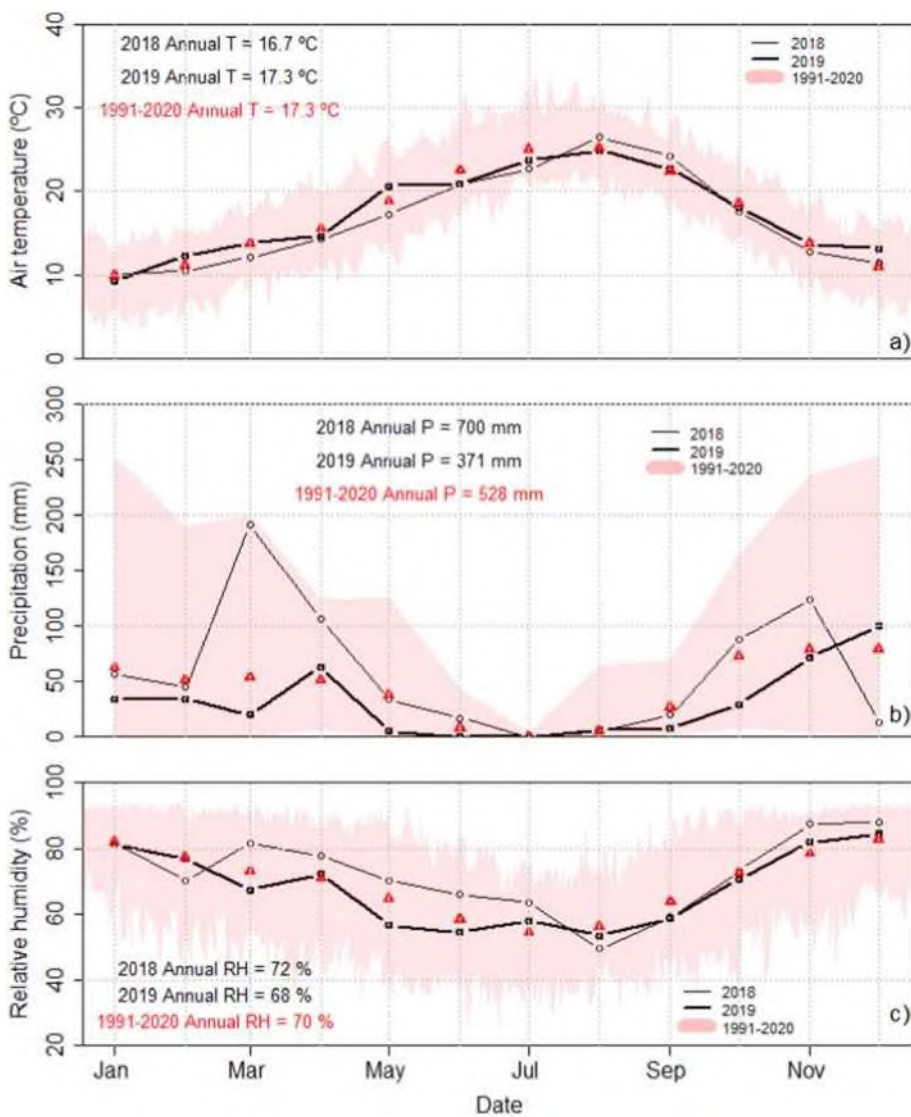 40
30
20
10
0
Air temperature (ºC)
2018 Annual T = 16.7 ºC
2019 Annual T = 17.3 ºC
1991-2020 Annual T = 17.3 ºC
2018
2019
1991-2020
a)
300
250
200
150
100
50
0
Precipitation (mm)
2018 Annual P = 700 mm
2019 Annual P = 371 mm
1991-2020 Annual P = 528 mm
2018
2019
1991-2020
b)
100
80
60
40
20
Relative humidity (%)
2018 Annual RH = 72 %
2019 Annual RH = 68 %
1991-2020 Annual RH = 70 %
2018
2019
1991-2020
c)
Jan Mar May Jul Sep Nov
Date